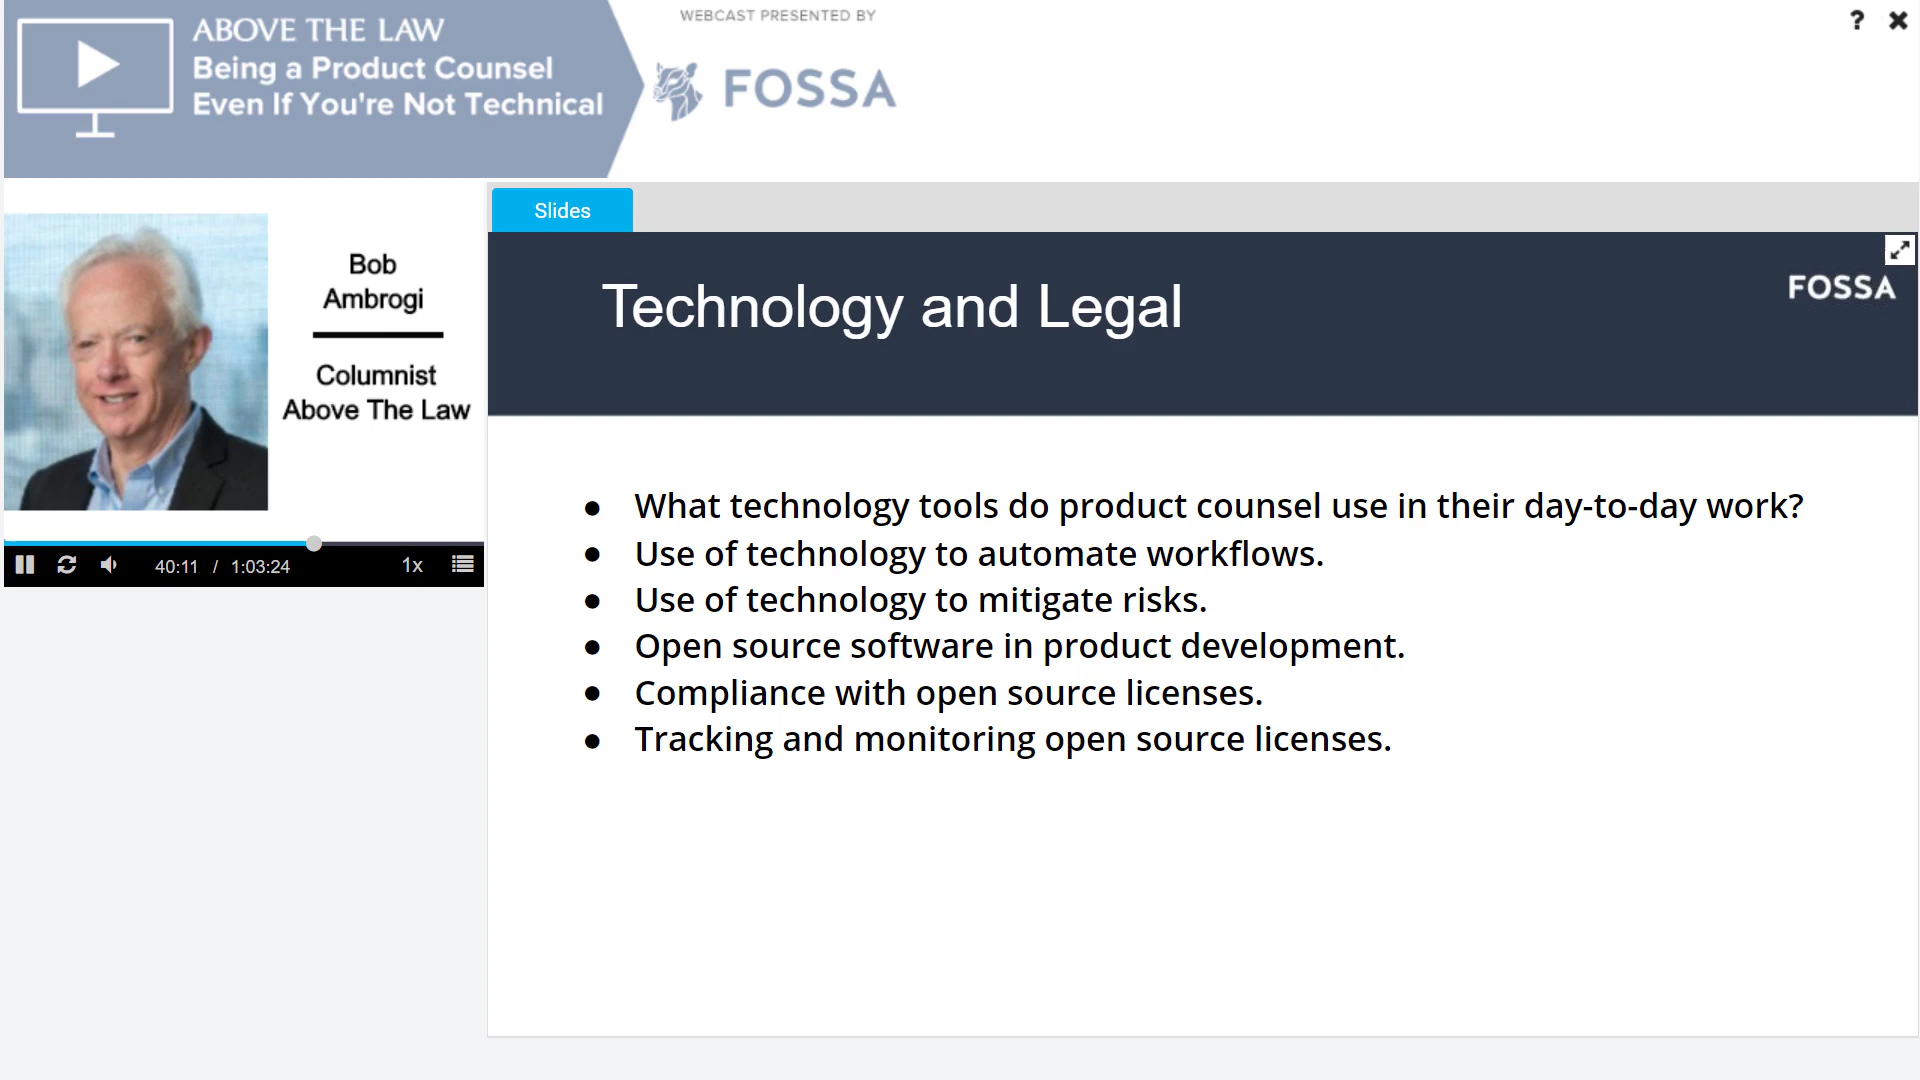 ABOVE THE LAW
Being a Product Counsel
Even If You're Not Technical
WEBCAST PRESENTED BY
FOSSA
? ✖
Bob
Ambrogi
Columnist
Above The Law
40:11 / 1:03:24
1x
Slides
Technology and Legal
FOSSA
● What technology tools do product counsel use in their day-to-day work?
● Use of technology to automate workflows.
● Use of technology to mitigate risks.
● Open source software in product development.
● Compliance with open source licenses.
● Tracking and monitoring open source licenses.